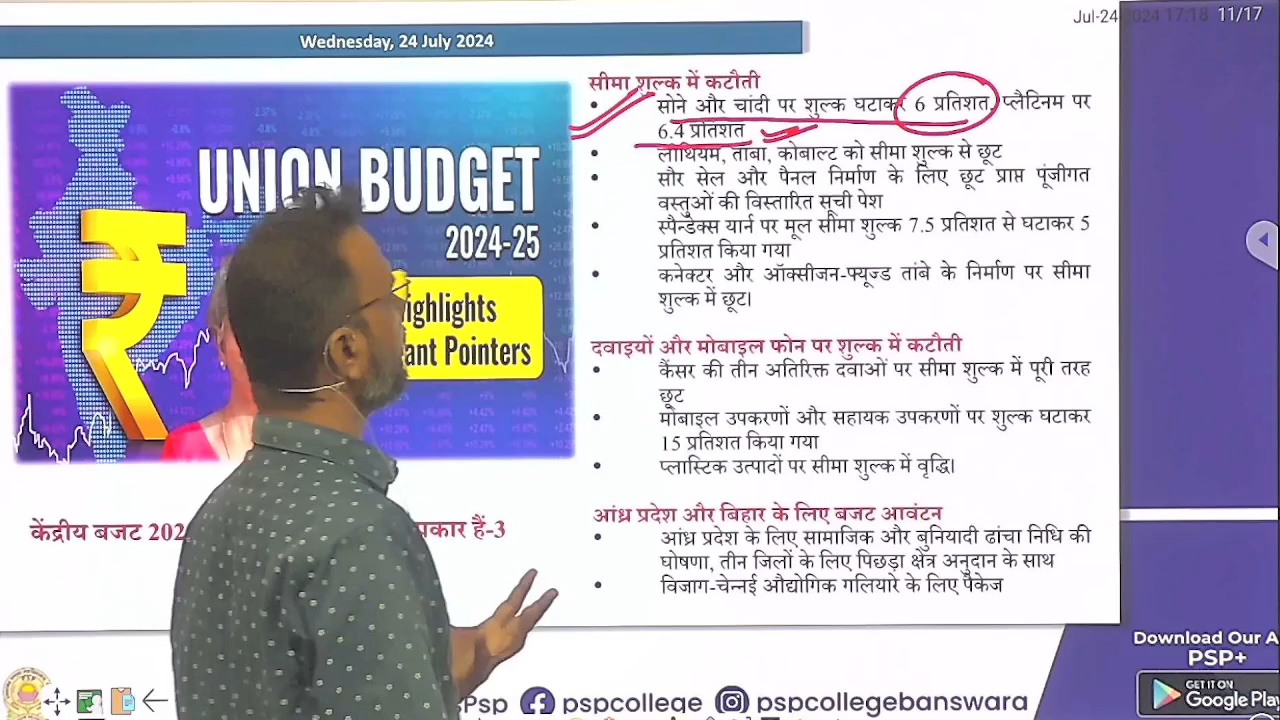 Jul-24-2024 17:18 11/17
Wednesday, 24 July 2024
UNION BUDGET
2024-25
ighlights
ant Pointers
केंद्रीय बजट 202
पकार हैं-3
सीमा शुल्क में कटौती
सोने और चांदी पर शुल्क घटाकर 6 प्रतिशत, प्लैटिनम पर
6.4 प्रतिशत
लीथियम, तांबा, कोबाल्ट को सीमा शुल्क से छूट
सौर सेल और पैनल निर्माण के लिए छूट प्राप्त पूंजीगत
वस्तुओं की विस्तारित सूची पेश
स्पैन्डेक्स यार्न पर मूल सीमा शुल्क 7.5 प्रतिशत से घटाकर 5
प्रतिशत किया गया
कनेक्टर और ऑक्सीजन-फ्यूज्ड तांबे के निर्माण पर सीमा
शुल्क में छूट।
दवाइयों और मोबाइल फोन पर शुल्क में कटौती
कैंसर की तीन अतिरिक्त दवाओं पर सीमा शुल्क में पूरी तरह
छूट
मोबाइल उपकरणों और सहायक उपकरणों पर शुल्क घटाकर
15 प्रतिशत किया गया
प्लास्टिक उत्पादों पर सीमा शुल्क में वृद्धि।
आंध्र प्रदेश और बिहार के लिए बजट आवंटन
आंध्र प्रदेश के लिए सामाजिक और बुनियादी ढांचा निधि की
घोषणा, तीन जिलों के लिए पिछड़ा क्षेत्र अनुदान के साथ
विजाग-चेन्नई औद्योगिक गलियारे के लिए पैकेज
Psp pspcollege pspcollegebanswara
Download Our A
PSP+
GET IT ON
Google Play